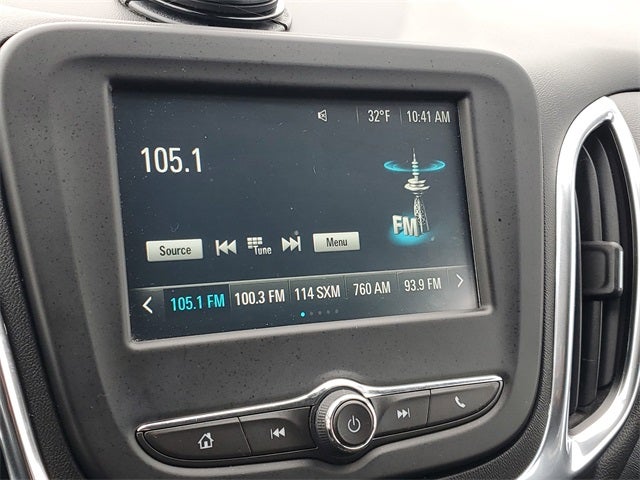 32°F 10:41 AM
105.1
FM
Source Tune Menu
105.1 FM 100.3 FM 114 SXM 760 AM 93.9 FM